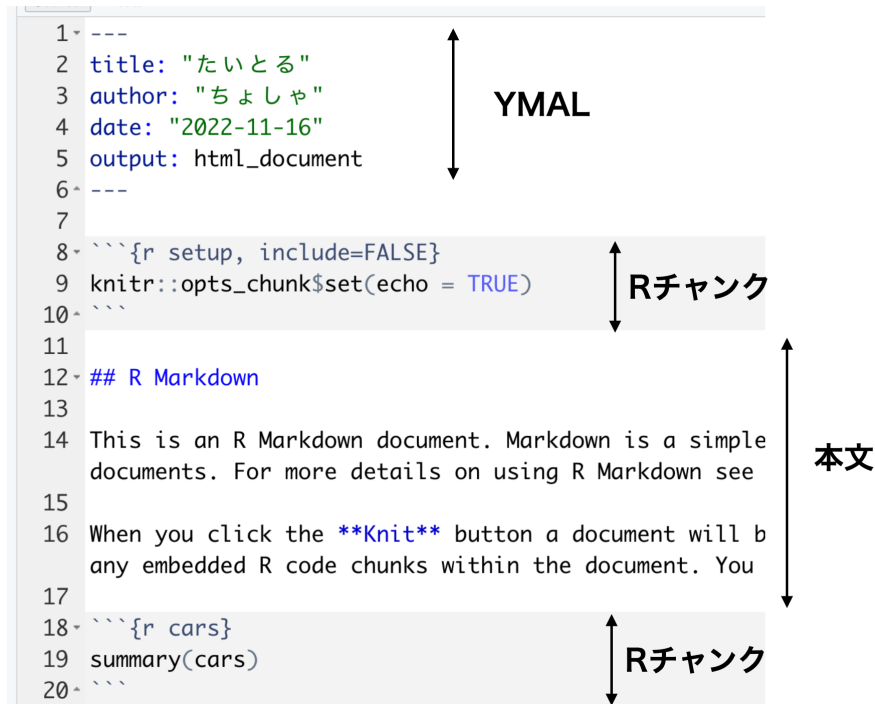 1 ---
2 title: "たいとる"
3 author: "ちょしゃ"
4 date: "2022-11-16"
5 output: html_document
6 ---
YMAL
7
8 ```{r setup, include=FALSE}
9 knitr::opts_chunk$set(echo = TRUE)
10 ```
Rチャンク
11
12 ## R Markdown
13
14 This is an R Markdown document. Markdown is a simple
documents. For more details on using R Markdown see
15
16 When you click the **Knit** button a document will b
any embedded R code chunks within the document. You
17
本文
18 ```{r cars}
19 summary(cars)
20 ```
Rチャンク